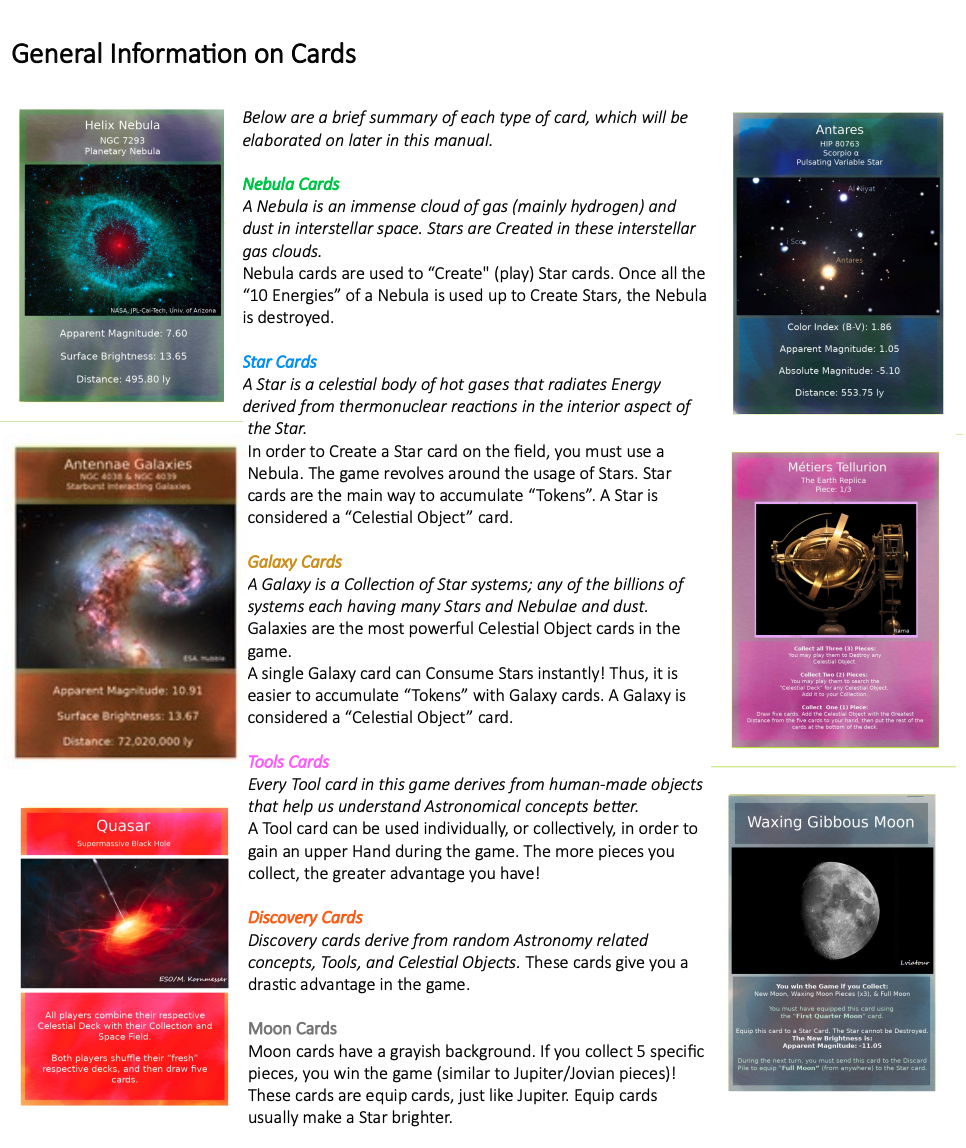 General Information on Cards
Helix Nebula
NGC 7293
Planetary Nebula
NASA, JPL-Cal-Tech, Univ. of Arizona
Apparent Magnitude: 7.60
Surface Brightness: 13.65
Distance: 495.80 ly
Antennae Galaxies
NGC 4038 & NGC 4039
Starburst Interacting Galaxies
ESA, Hubble
Apparent Magnitude: 10.91
Surface Brightness: 13.67
Distance: 72,020,000 ly
Quasar
Supermassive Black Hole
ESO/M. Kornmesser
All players combine their respective
Celestial Deck with their Collection and
Space Field.
Both players shuffle their “fresh”
respective decks, and then draw five
cards.
Below are a brief summary of each type of card, which will be
elaborated on later in this manual.
Nebula Cards
A Nebula is an immense cloud of gas (mainly hydrogen) and
dust in interstellar space. Stars are Created in these interstellar
gas clouds.
Nebula cards are used to “Create" (play) Star cards. Once all the
“10 Energies” of a Nebula is used up to Create Stars, the Nebula
is destroyed.
Star Cards
A Star is a celestial body of hot gases that radiates Energy
derived from thermonuclear reactions in the interior aspect of
the Star.
In order to Create a Star card on the field, you must use a
Nebula. The game revolves around the usage of Stars. Star
cards are the main way to accumulate “Tokens”. A Star is
considered a “Celestial Object” card.
Galaxy Cards
A Galaxy is a Collection of Star systems; any of the billions of
systems each having many Stars and Nebulae and dust.
Galaxies are the most powerful Celestial Object cards in the
game.
A single Galaxy card can Consume Stars instantly! Thus, it is
easier to accumulate “Tokens” with Galaxy cards. A Galaxy is
considered a “Celestial Object” card.
Tools Cards
Every Tool card in this game derives from human-made objects
that help us understand Astronomical concepts better.
A Tool card can be used individually, or collectively, in order to
gain an upper Hand during the game. The more pieces you
collect, the greater advantage you have!
Discovery Cards
Discovery cards derive from random Astronomy related
concepts, Tools, and Celestial Objects. These cards give you a
drastic advantage in the game.
Moon Cards
Moon cards have a grayish background. If you collect 5 specific
pieces, you win the game (similar to Jupiter/Jovian pieces)!
These cards are equip cards, just like Jupiter. Equip cards
usually make a Star brighter.
Antares
HIP 80763
Scorpio α
Pulsating Variable Star
Al Niyat
i Sco
Antares
Color Index (B-V): 1.86
Apparent Magnitude: 1.05
Absolute Magnitude: -5.10
Distance: 553.75 ly
Métiers Tellurion
The Earth Replica
Piece: 1/3
Rama
Collect all Three (3) Pieces:
You may play them to Destroy any
Celestial Object.
Collect Two (2) Pieces:
You may play them to search the
"Celestial Deck" for any Celestial Object.
Add it to your Collection.
Collect One (1) Piece:
Draw five cards. Add the Celestial Object with the Greatest
Distance from the five cards to your hand, then put the rest of the
cards at the bottom of the deck.
Waxing Gibbous Moon
Lviatour
You win the Game if you Collect:
New Moon, Waxing Moon Pieces (x3), & Full Moon
You must have equipped this card using
the "First Quarter Moon" card.
Equip this card to a Star Card. The Star cannot be Destroyed.
The New Brightness is:
Apparent Magnitude: -11.05
During the next turn, you must send this card to the Discard
Pile to equip "Full Moon" (from anywhere) to the Star card.